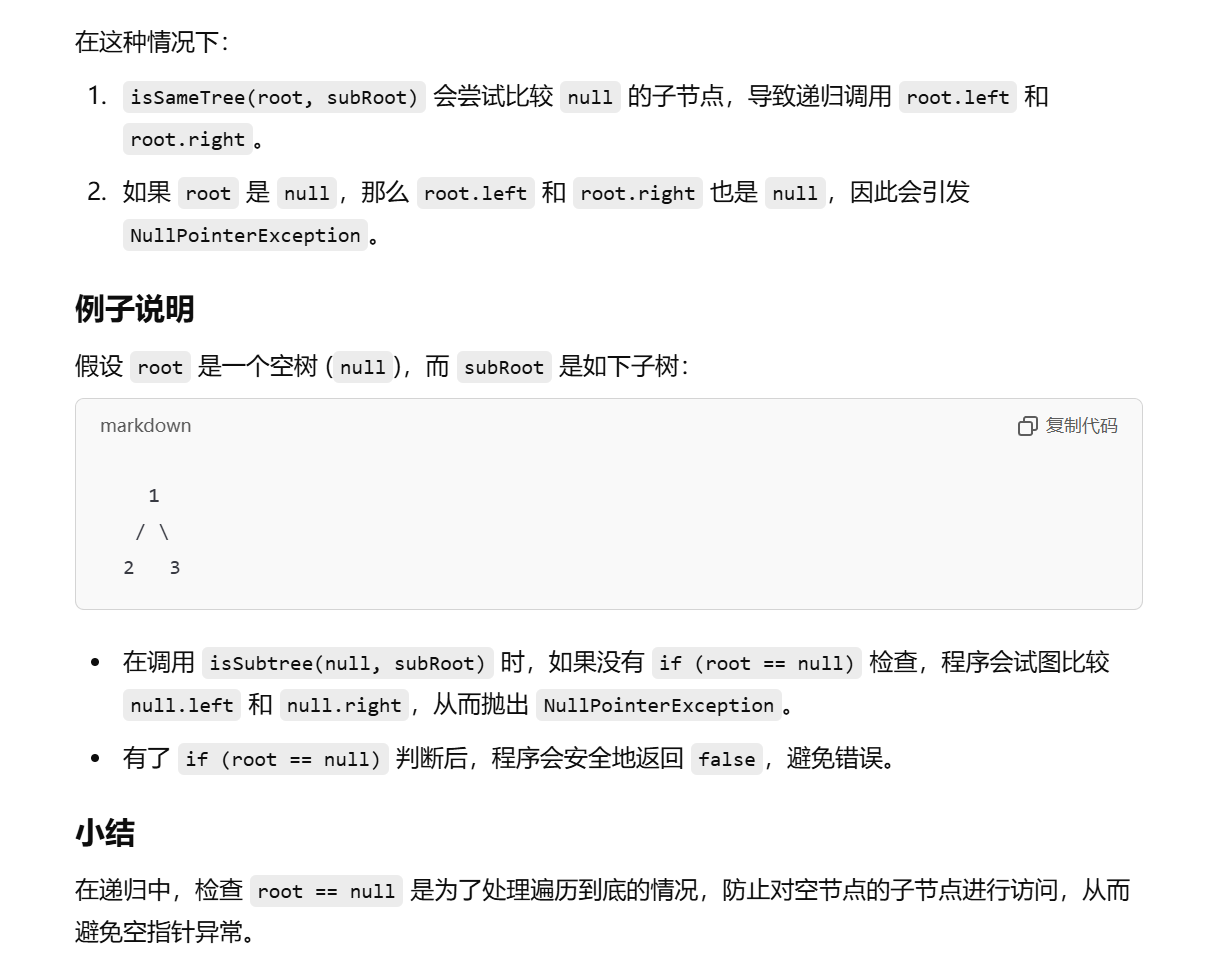 在这种情况下：
1. isSameTree(root, subRoot) 会尝试比较 null 的子节点，导致递归调用 root.left 和
root.right 。
2. 如果 root 是 null ，那么 root.left 和 root.right 也是 null ，因此会引发
NullPointerException 。
例子说明
假设 root 是一个空树 ( null )，而 subRoot 是如下子树：
markdown 复制代码
1
/ \
2 3
• 在调用 isSubtree(null, subRoot) 时，如果没有 if (root == null) 检查，程序会试图比较
null.left 和 null.right ，从而抛出 NullPointerException 。
• 有了 if (root == null) 判断后，程序会安全地返回 false ，避免错误。
小结
在递归中，检查 root == null 是为了处理遍历到底的情况，防止对空节点的子节点进行访问，从而
避免空指针异常。